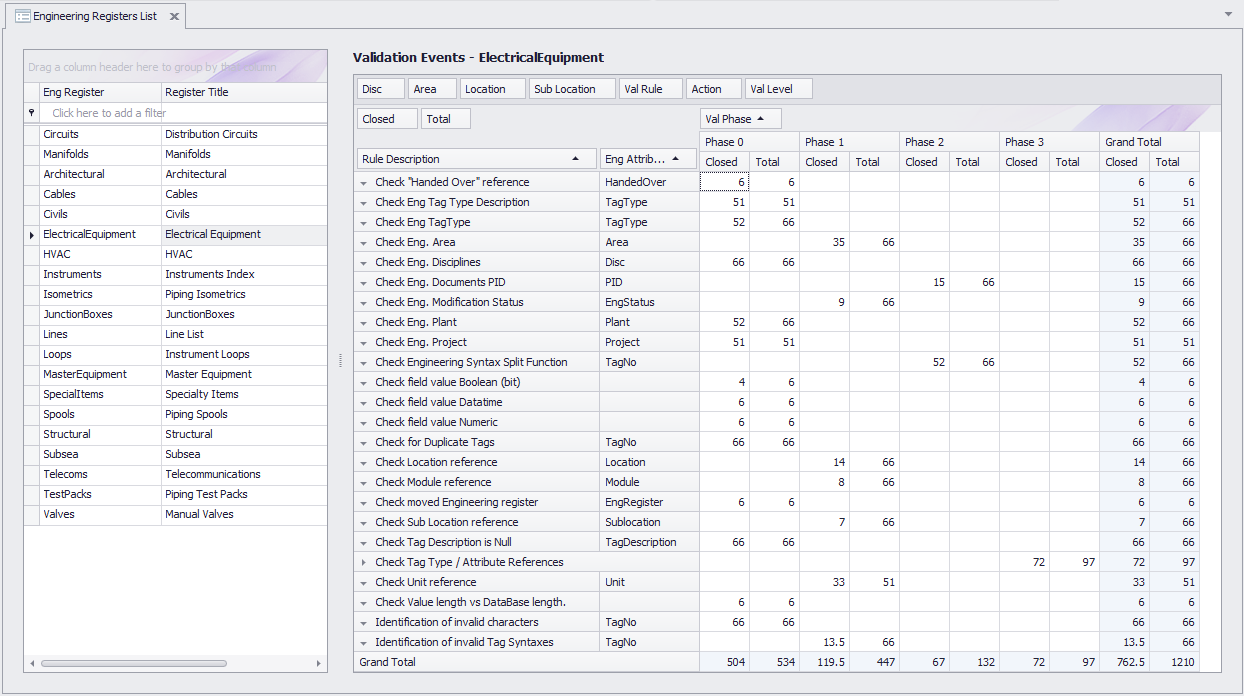 Engineering Registers List
Drag a column header here to group by that column
Eng Register Register Title
Click here to add a filter
Circuits Distribution Circuits
Manifolds Manifolds
Architectural Architectural
Cables Cables
Civils Civils
ElectricalEquipment Electrical Equipment
HVAC HVAC
Instruments Instruments Index
Isometrics Piping Isometrics
JunctionBoxes JunctionBoxes
Lines Line List
Loops Instrument Loops
MasterEquipment Master Equipment
SpecialItems Specialty Items
Spools Piping Spools
Structural Structural
Subsea Subsea
Telecoms Telecommunications
TestPacks Piping Test Packs
Valves Manual Valves
Validation Events - ElectricalEquipment
Disc Area Location Sub Location Val Rule Action Val Level
Closed Total Val Phase
Phase 0 Phase 1 Phase 2 Phase 3 Grand Total
Rule Description Eng Attrib... Closed Total Closed Total Closed Total Closed Total Closed Total
Check "Handed Over" reference HandedOver 6 6 6 6
Check Eng Tag Type Description TagType 51 51 51 51
Check Eng TagType TagType 52 66 52 66
Check Eng. Area Area 35 66 35 66
Check Eng. Disciplines Disc 66 66 66 66
Check Eng. Documents PID PID 15 66 15 66
Check Eng. Modification Status EngStatus 9 66 9 66
Check Eng. Plant Plant 52 66 52 66
Check Eng. Project Project 51 51 51 51
Check Engineering Syntax Split Function TagNo 52 66 52 66
Check field value Boolean (bit) 4 6 4 6
Check field value Datatime 6 6 6 6
Check field value Numeric 6 6 6 6
Check for Duplicate Tags TagNo 66 66 66 66
Check Location reference Location 14 66 14 66
Check Module reference Module 8 66 8 66
Check moved Engineering register EngRegister 6 6 6 6
Check Sub Location reference Sublocation 7 66 7 66
Check Tag Description is Null TagDescription 66 66 66 66
Check Tag Type / Attribute References 72 97 72 97
Check Unit reference Unit 33 51 33 51
Check Value length vs DataBase length. 6 6 6 6
Identification of invalid characters TagNo 66 66 66 66
Identification of invalid Tag Syntaxes TagNo 13.5 66 13.5 66
Grand Total 504 534 119.5 447 67 132 72 97 762.5 1210